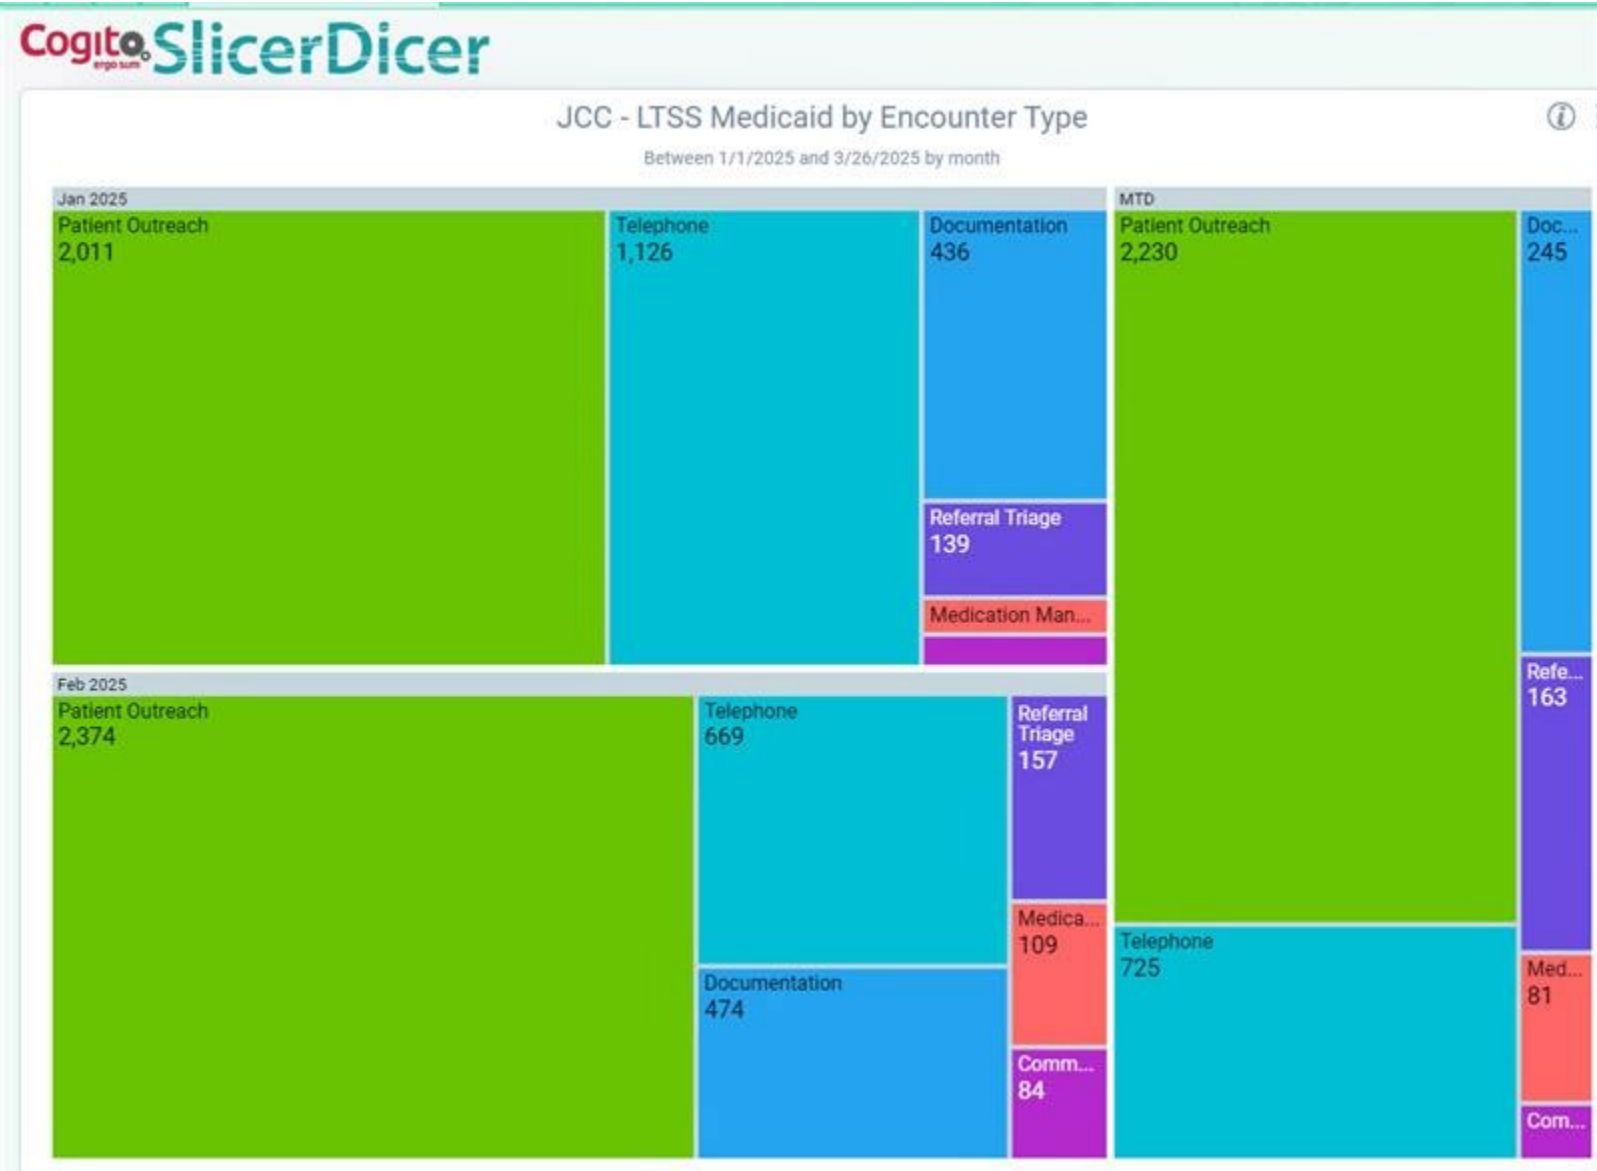 Cogito SlicerDicer
ergo sum
JCC - LTSS Medicaid by Encounter Type
Between 1/1/2025 and 3/26/2025 by month
Jan 2025
Patient Outreach
2,011
Telephone
1,126
Documentation
436
Referral Triage
139
Medication Man...
Feb 2025
Patient Outreach
2,374
Telephone
669
Documentation
474
Referral
Triage
157
Medica...
109
Comm...
84
MTD
Patient Outreach
2,230
Telephone
725
Doc...
245
Refe...
163
Med...
81
Com...